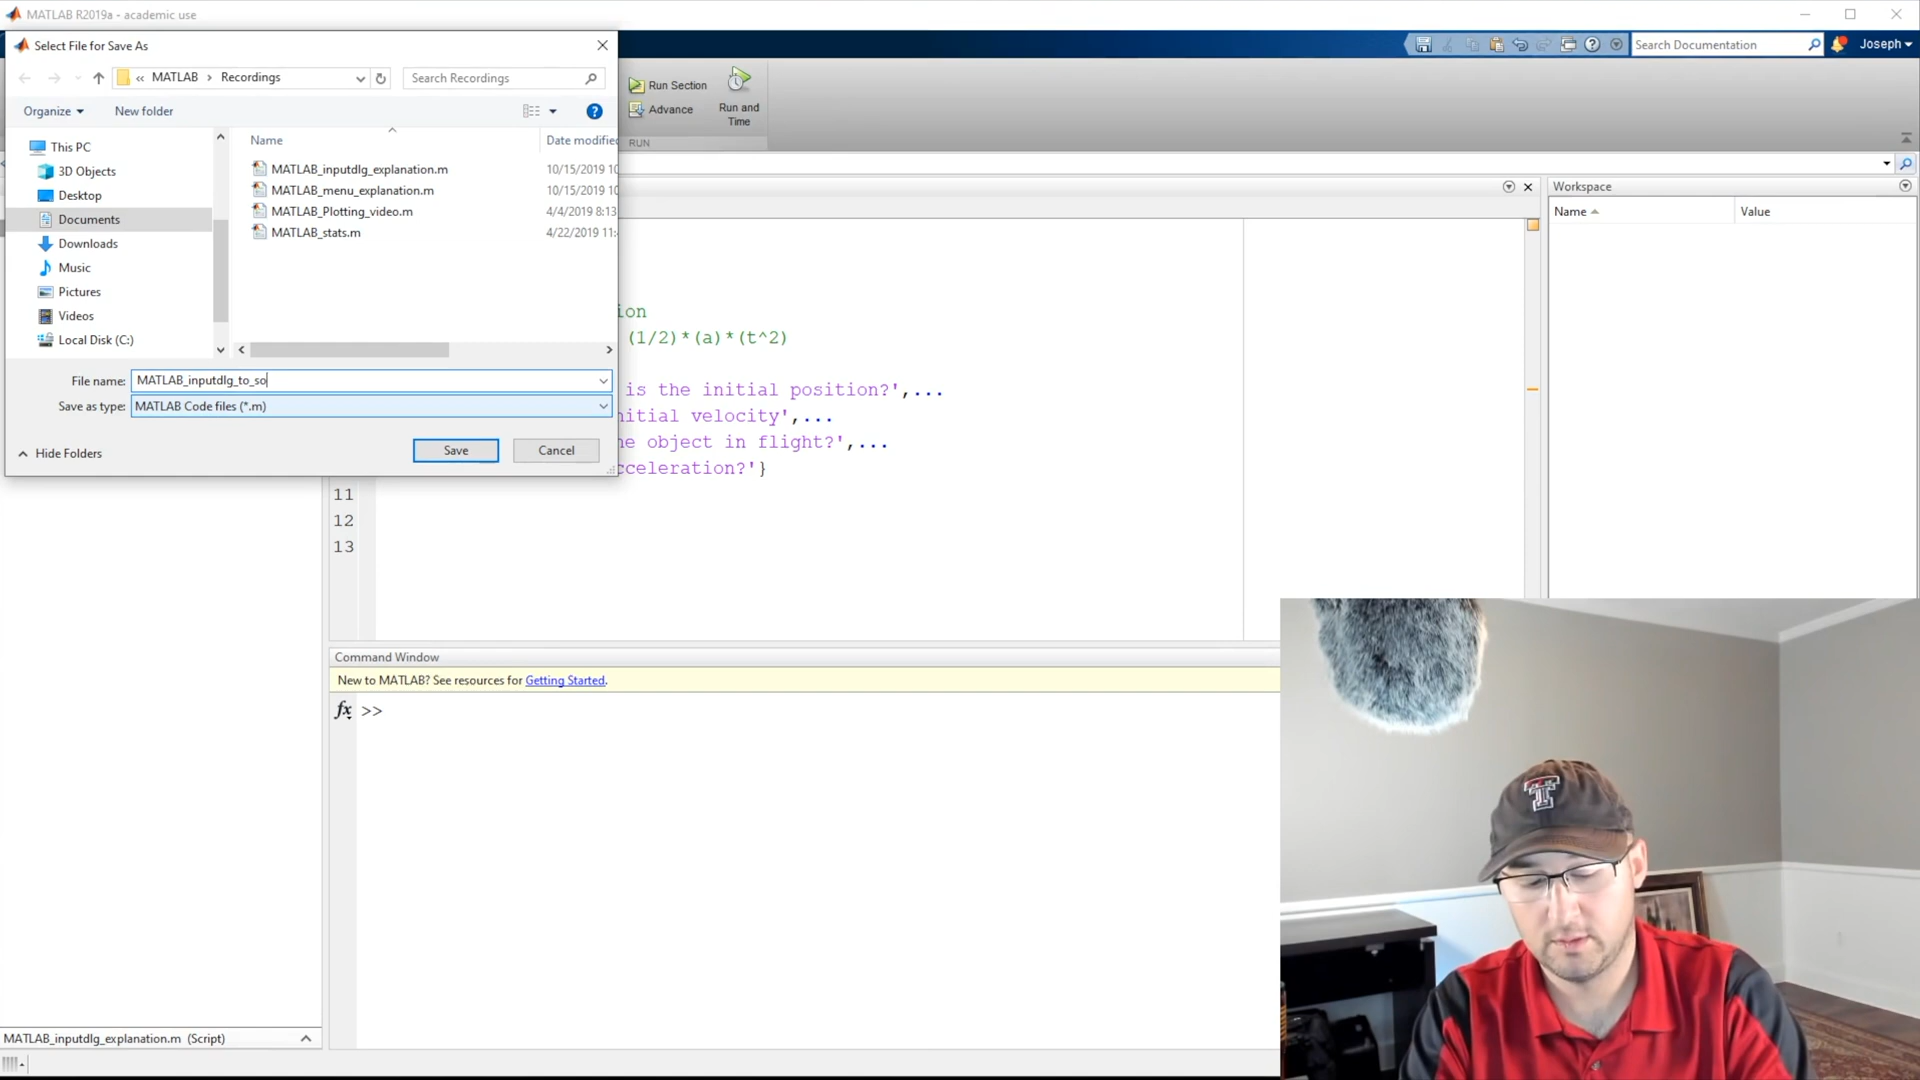 MATLAB R2019a - academic use
Select File for Save As
Search Documentation
Joseph
« MATLAB › Recordings
Search Recordings
Run Section
Advance
Run and
Time
RUN
Organize
New folder
This PC
3D Objects
Desktop
Documents
Downloads
Music
Pictures
Videos
Local Disk (C:)
Name
Date modified
MATLAB_inputdlg_explanation.m 10/15/2019 10
MATLAB_menu_explanation.m 10/15/2019 10
MATLAB_Plotting_video.m 4/4/2019 8:13
MATLAB_stats.m 4/22/2019 11:
File name: MATLAB_inputdlg_to_so
Save as type: MATLAB Code files (*.m)
Hide Folders
Save
Cancel
ion
(1/2)*(a)*(t^2)
is the initial position?',...
nitial velocity',...
he object in flight?',...
cceleration?'}
11
12
13
Workspace
Name
Value
Command Window
New to MATLAB? See resources for Getting Started.
fx >>
MATLAB_inputdlg_explanation.m (Script)